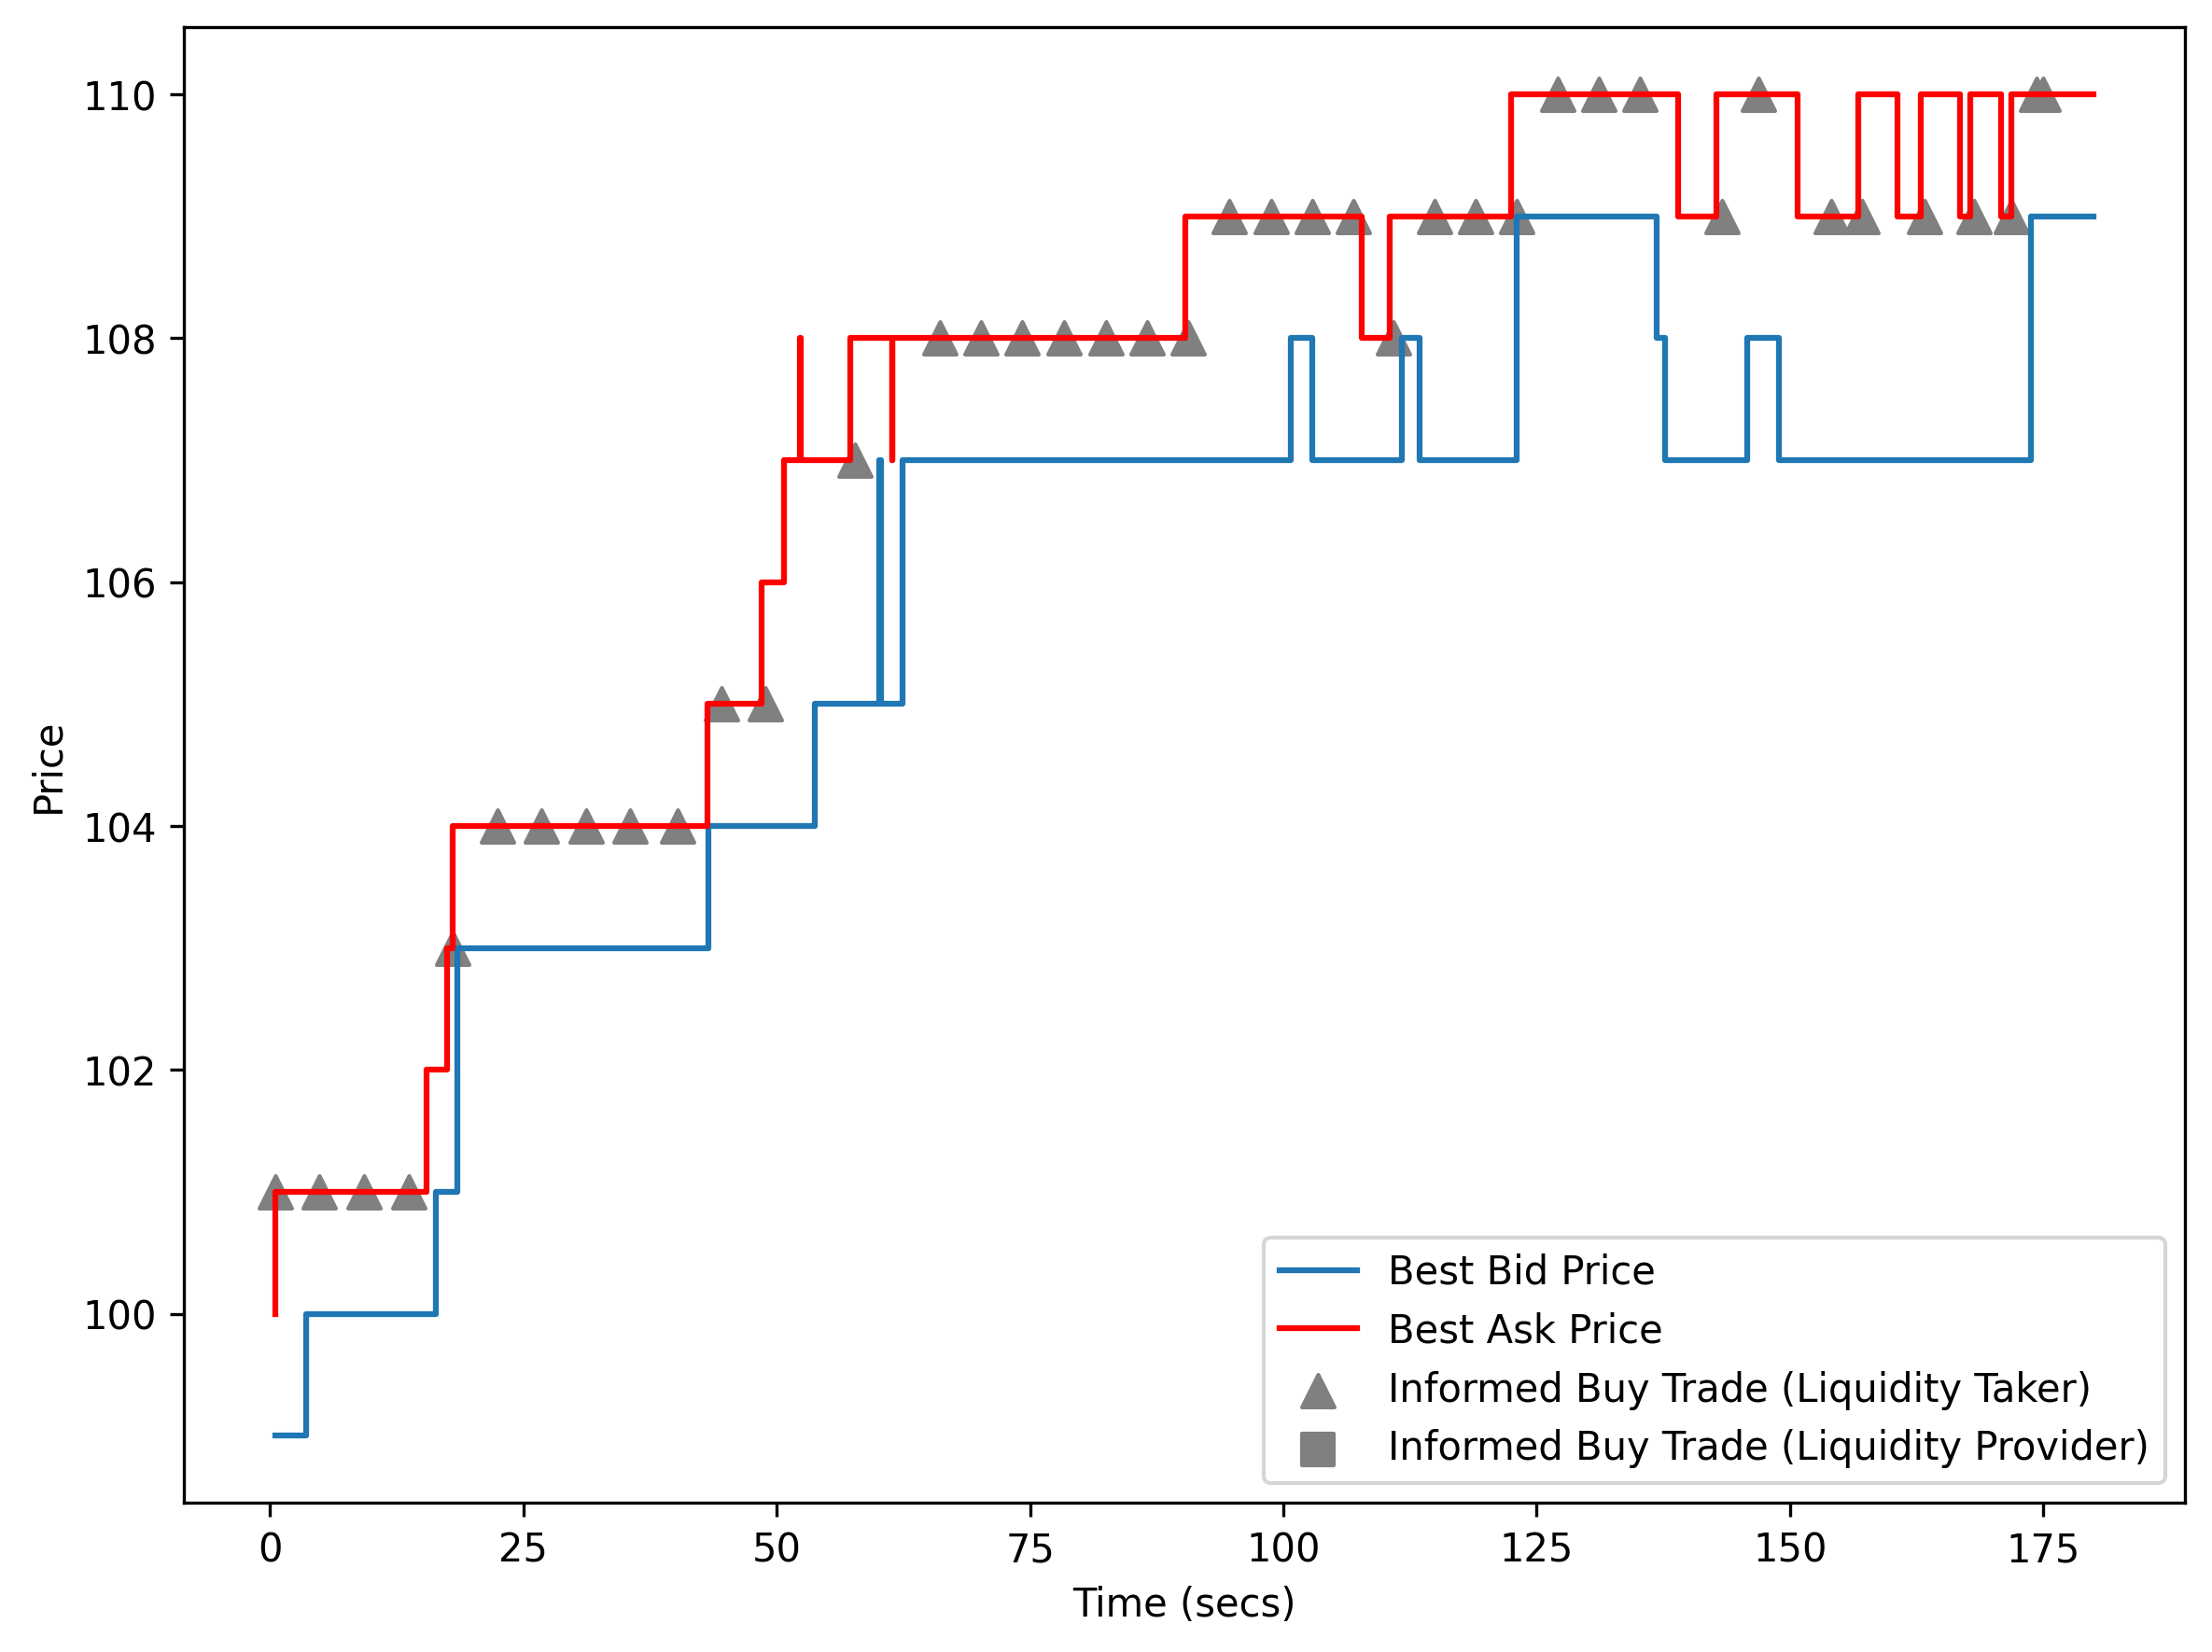 110
108
106
104
102
100
Price
0 25 50 75 100 125 150 175
Time (secs)
Best Bid Price
Best Ask Price
Informed Buy Trade (Liquidity Taker)
Informed Buy Trade (Liquidity Provider)